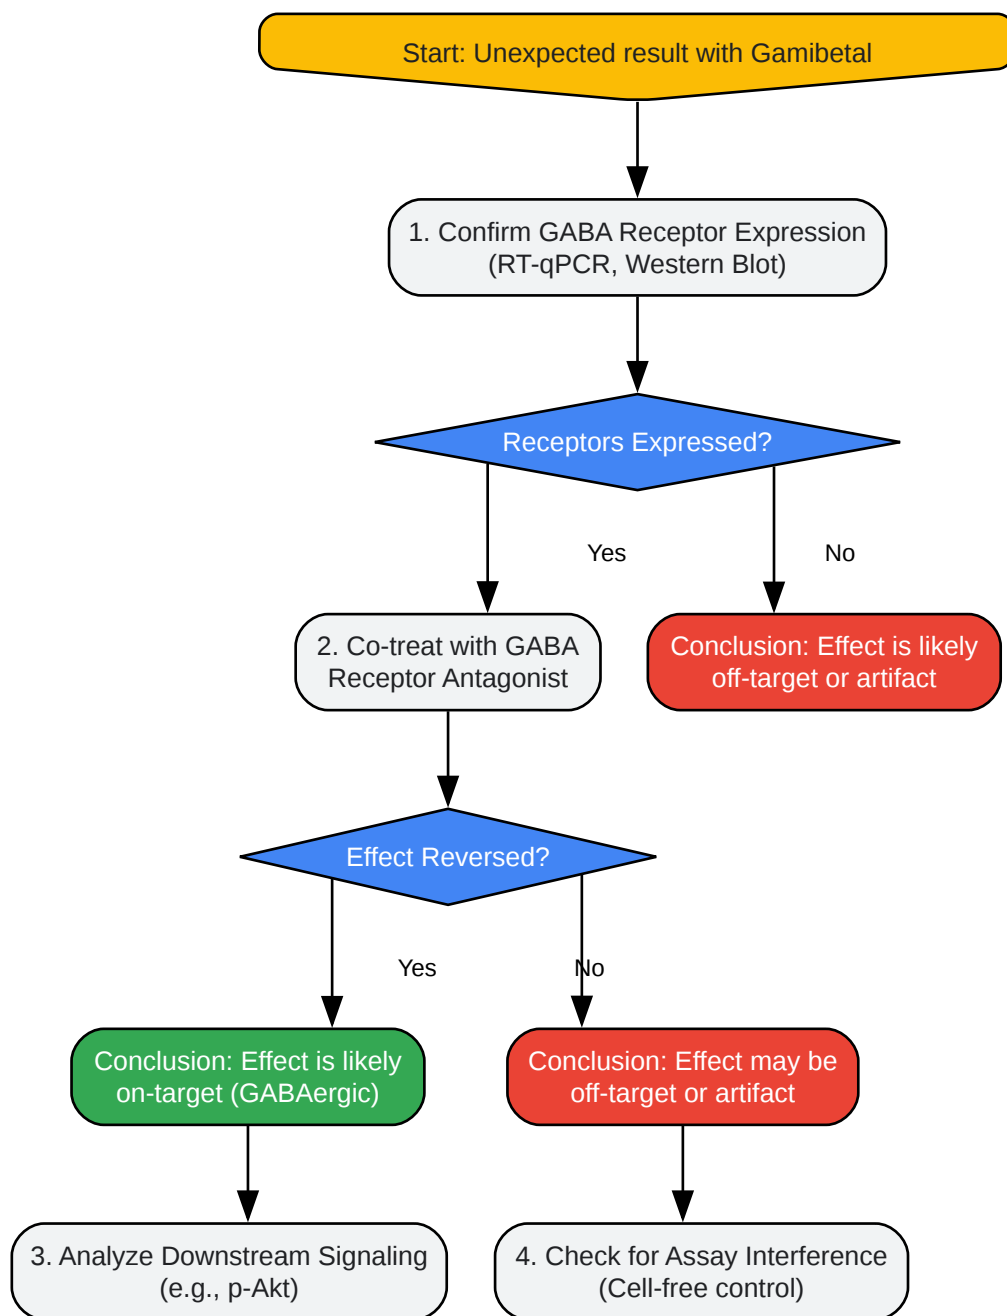 Start: Unexpected result with Gamibetal
1. Confirm GABA Receptor Expression
(RT-qPCR, Western Blot)
Receptors Expressed?
Yes
No
2. Co-treat with GABA
Receptor Antagonist
Conclusion: Effect is likely
off-target or artifact
Effect Reversed?
Yes
No
Conclusion: Effect is likely
on-target (GABAergic)
Conclusion: Effect may be
off-target or artifact
3. Analyze Downstream Signaling
(e.g., p-Akt)
4. Check for Assay Interference
(Cell-free control)